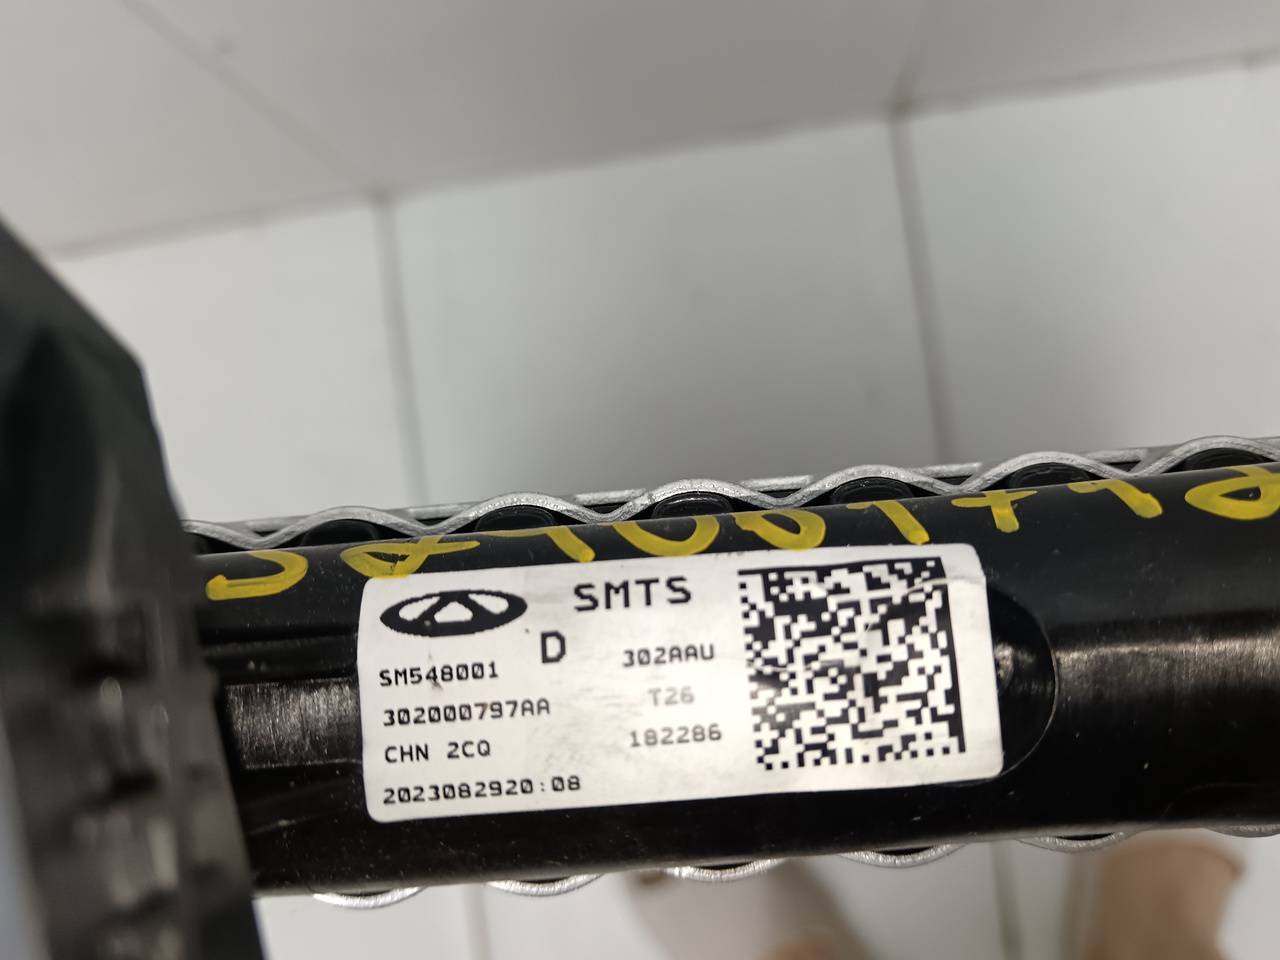 SMTS
D
SM548001
302AAU
302000797AA
T26
CHN 2CQ
182286
2023082920:08